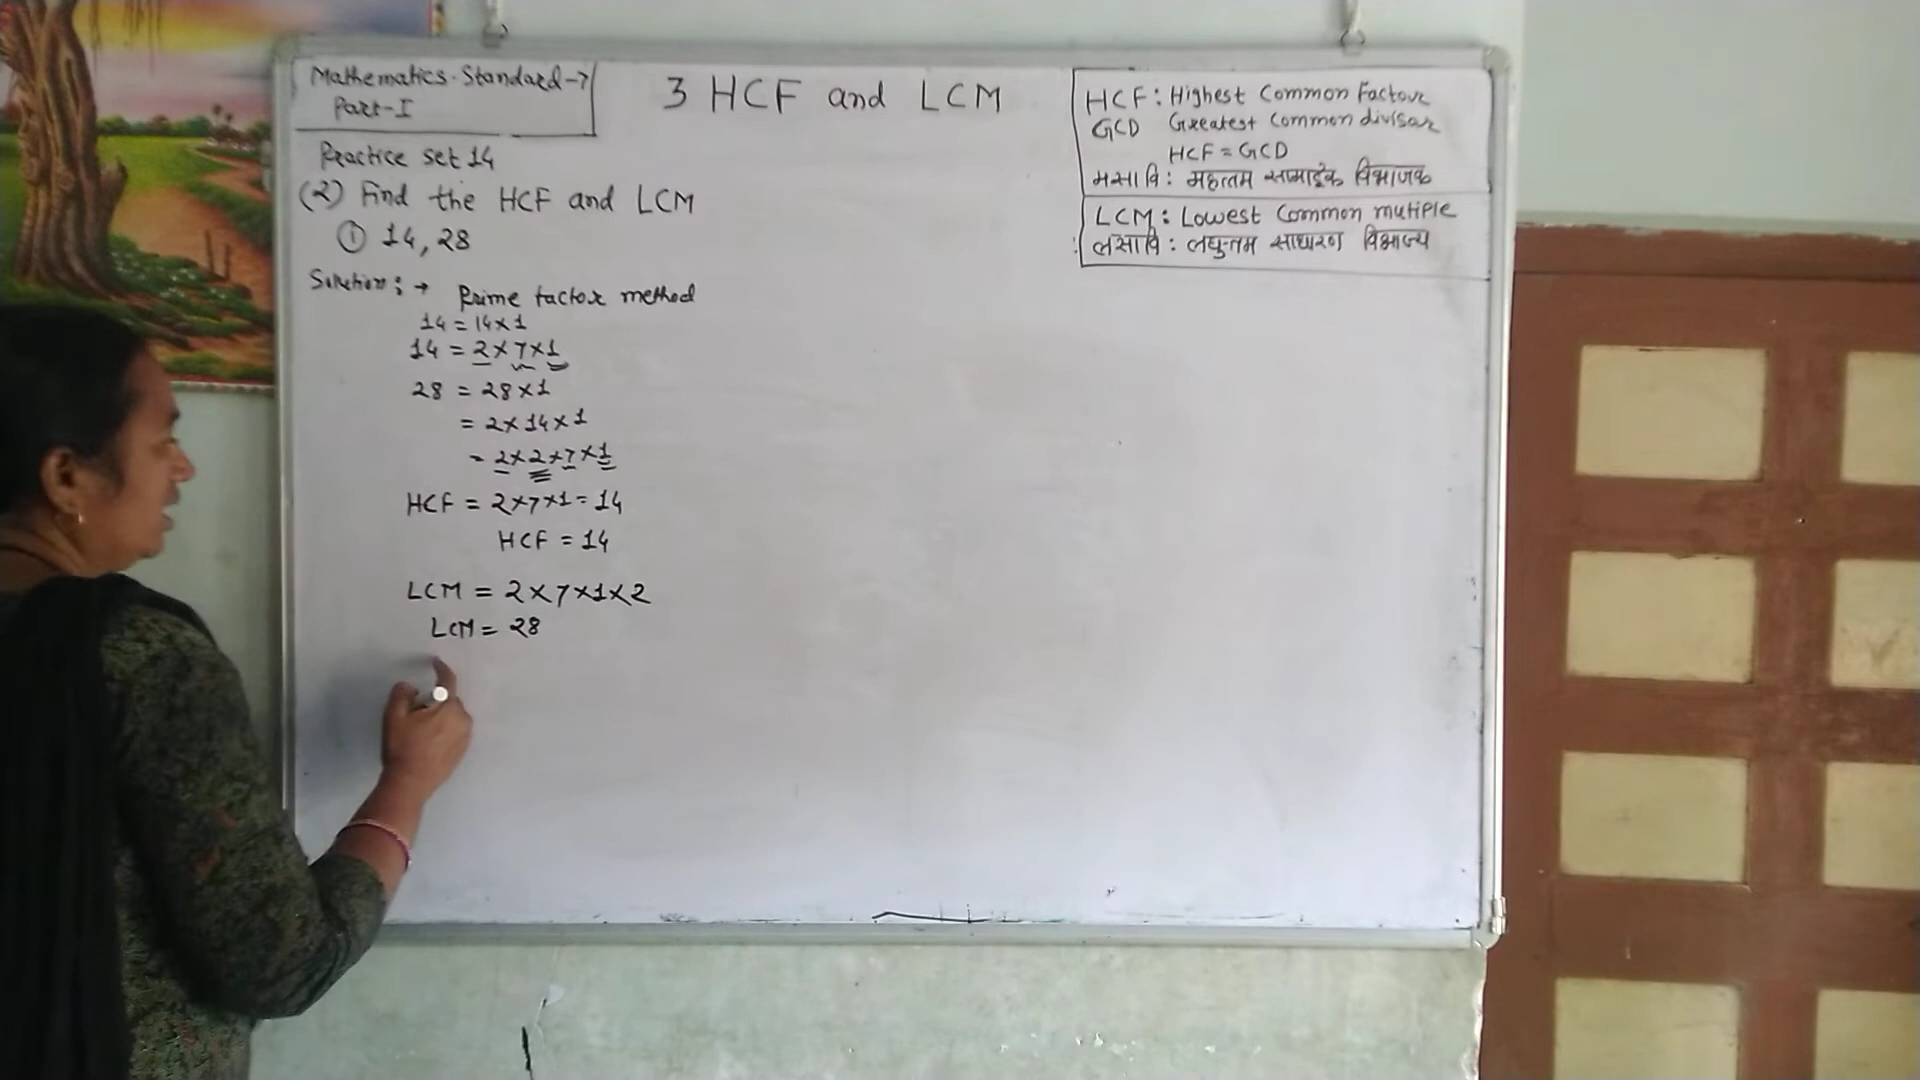 Mathematics. Standard-7
Part-I
3 HCF and LCM
HCF: Highest Common Factor
GCD Greatest Common divisar
HCF = GCD
मसावि: महत्तम सामाईक विभाजक
LCM: Lowest Common mutiple
लसावि: लघुत्तम साधारण विभाज्य
Practice set 14
(2) Find the HCF and LCM
① 14, 28
Solution: → Prime factor method
14 = 14×1
14 = 2×7×1
28 = 28×1
= 2×14×1
= 2×2×7×1
HCF = 2×7×1 = 14
HCF = 14
LCM = 2×7×1×2
LCM = 28